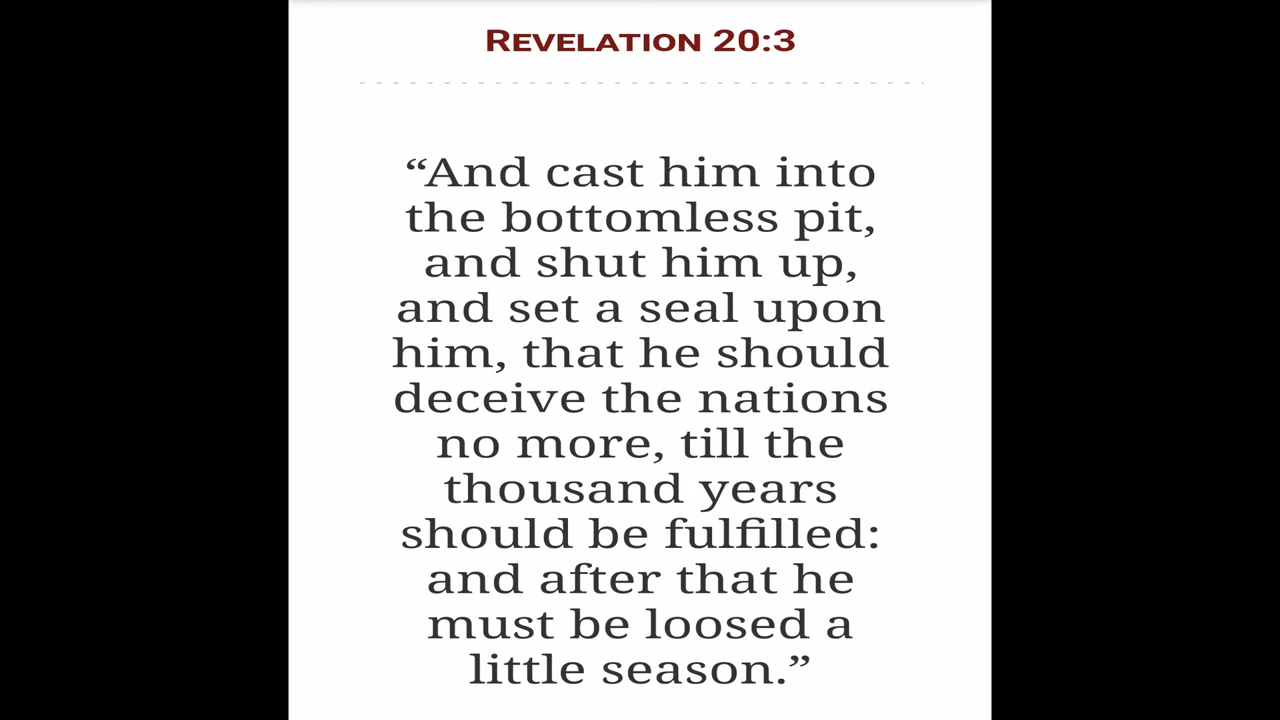 Revelation 20:3
“And cast him into
the bottomless pit,
and shut him up,
and set a seal upon
him, that he should
deceive the nations
no more, till the
thousand years
should be fulfilled:
and after that he
must be loosed a
little season.”